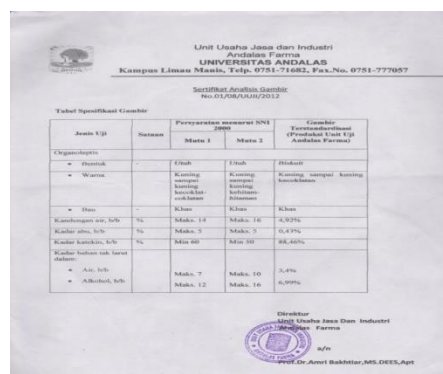 Unit Usaha Jasa dan Industri
Andalas Farma
UNIVERSITAS ANDALAS
Kampus Limau Manis, Telp. 0751-71682, Fax.No. 0751-777057
Sertifikat Analisis Gambir
No.01/08/UUJI/2012
Tabel Spesifikasi Gambir
Jenis Uji Satuan Persyaratan menurut SNI 2000 Gambir Terstandardisasi (Produksi Unit Uji Andalas Farma)
Mutu 1 Mutu 2
Organoleptis
• Bentuk - Utuh Utuh Biskuit
• Warna Kuning sampai kuning kecoklat-coklatan Kuning sampai kuning kehitam-hitaman Kuning sampai kuning kecoklatan
• Bau - Khas Khas Khas
Kandungan air, b/b % Maks. 14 Maks. 16 4,92%
Kadar abu, b/b % Maks. 5 Maks. 5 0,43%
Kadar katekin, b/b % Min 60 Min 50 88,46%
Kadar bahan tak larut dalam:
• Air, b/b Maks. 7 Maks. 10 3,4%
• Alkohol, b/b Maks. 12 Maks. 16 6,99%
Direktur
Unit Usaha Jasa Dan Industri
Andalas Farma
a/n
Prof.Dr.Amri Bakhtiar,MS.DEES,Apt